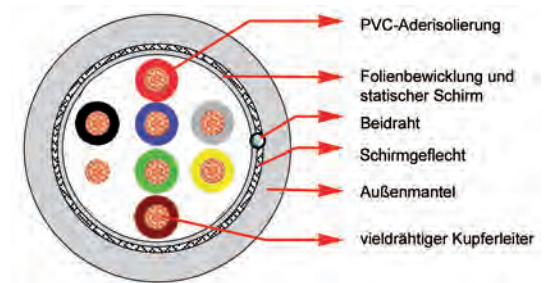 PVC-Aderisolierung
Folienbewicklung und
statischer Schirm
Beidraht
Schirmgeflecht
Außenmantel
vieldrähtiger Kupferleiter